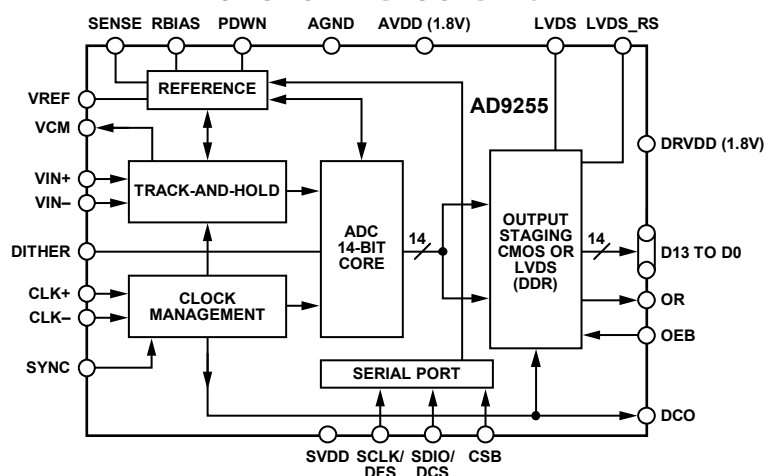 SENSE RBIAS PDWN AGND AVDD (1.8V) LVDS LVDS_RS
REFERENCE
AD9255
VREF
VCM
DRVDD (1.8V)
VIN+
VIN–
TRACK-AND-HOLD
ADC
14-BIT
CORE
14
OUTPUT
STAGING
CMOS OR
LVDS
(DDR)
14
D13 TO D0
DITHER
CLK+
CLK–
CLOCK
MANAGEMENT
OR
OEB
SYNC
SERIAL PORT
DCO
SVDD SCLK/ SDIO/ CSB
DFS DCS